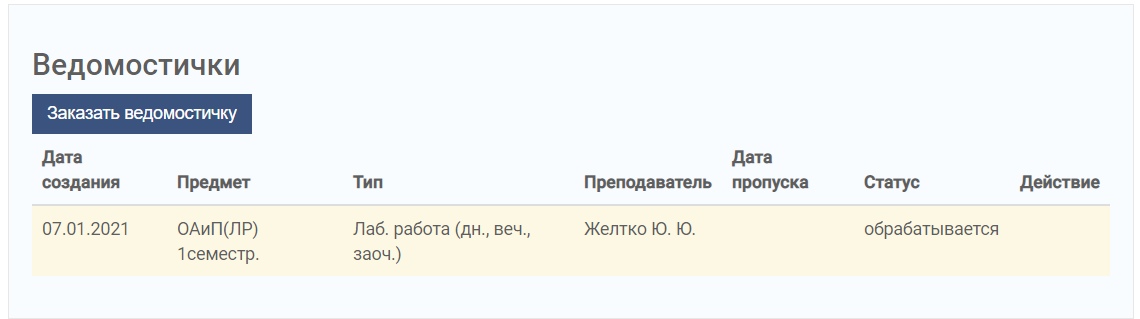 Ведомостички
Заказать ведомостичку
Дата
создания
Предмет
Тип
Преподаватель
Дата
пропуска
Статус
Действие
07.01.2021
ОАиП(ЛР)
1семестр.
Лаб. работа (дн., веч.,
заоч.)
Желтко Ю. Ю.
обрабатывается